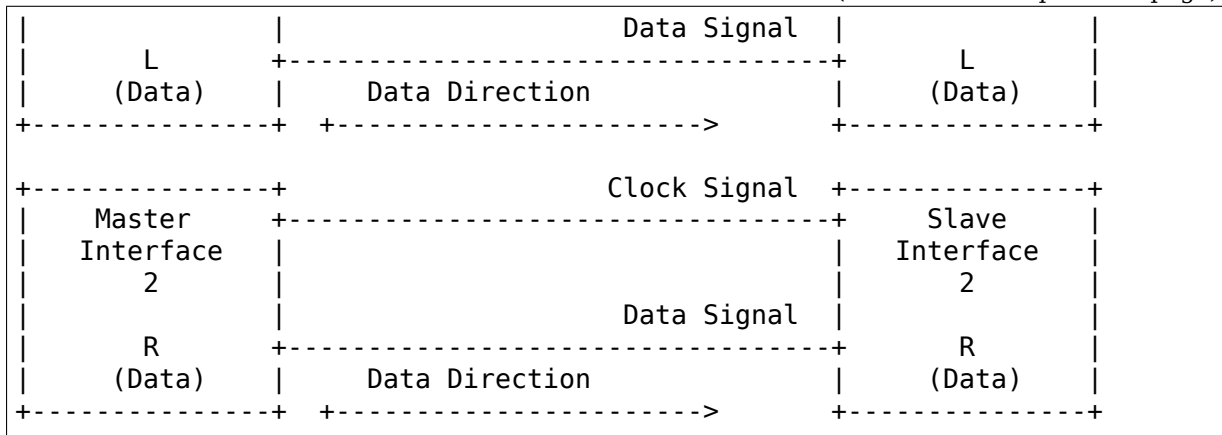 |               |                     Data Signal  |               |
|       L       +----------------------------------+       L       |
|     (Data)    |     Data Direction               |     (Data)    |
+---------------+  +----------------------->       +---------------+
+---------------+                    Clock Signal  +---------------+
|    Master     +----------------------------------+     Slave     |
|   Interface   |                                  |   Interface   |
|       2       |                                  |       2       |
|               |                     Data Signal  |               |
|       R       +----------------------------------+       R       |
|     (Data)    |     Data Direction               |     (Data)    |
+---------------+  +----------------------->       +---------------+